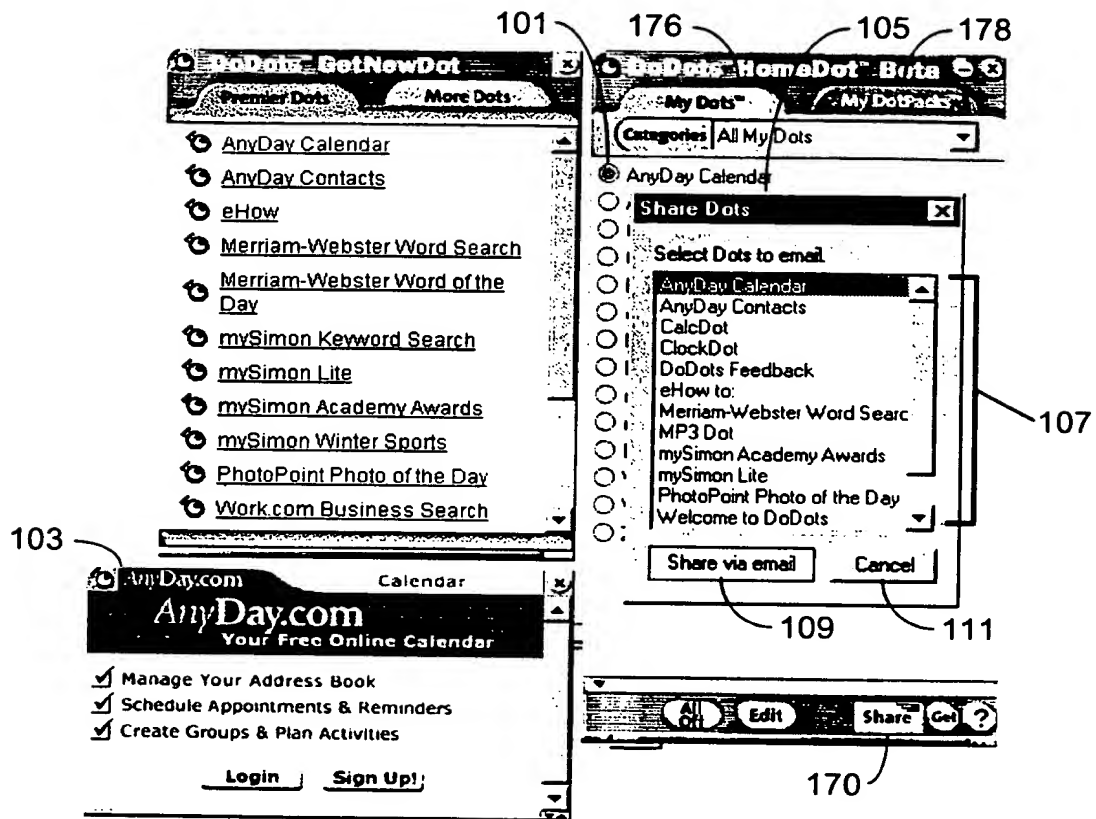 101
176
105
178
DoDots™ GetNewDot
Premier Dots
More Dots
AnyDay Calendar
AnyDay Contacts
eHow
Merriam-Webster Word Search
Merriam-Webster Word of the
Day
mySimon Keyword Search
mySimon Lite
mySimon Academy Awards
mySimon Winter Sports
PhotoPoint Photo of the Day
Work.com Business Search
DoDots™ HomeDot™ Beta
My Dots™
My DotPacks
Categories
All My Dots
AnyDay Calendar
Share Dots
Select Dots to email.
AnyDay Calendar
AnyDay Contacts
CalcDot
ClockDot
DoDots Feedback
eHow to:
Merriam-Webster Word Searc
MP3 Dot
mySimon Academy Awards
mySimon Lite
PhotoPoint Photo of the Day
Welcome to DoDots
107
Share via email
Cancel
109
111
103
AnyDay.com
Calendar
AnyDay.com
Your Free Online Calendar
Manage Your Address Book
Schedule Appointments & Reminders
Create Groups & Plan Activities
Login
Sign Up!
All
Off
Edit
Share
Get
?
170